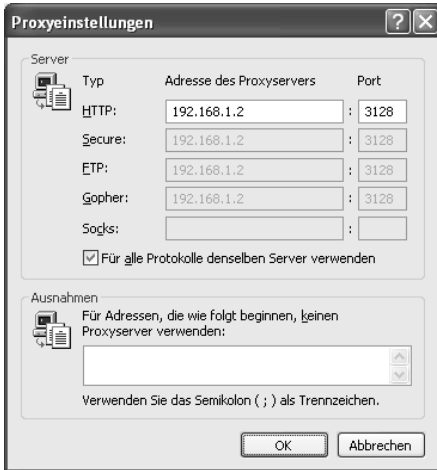 Proxyeinstellungen
Server
Typ Adresse des Proxyservers Port
HTTP: 192.168.1.2 : 3128
Secure: 192.168.1.2 : 3128
FTP: 192.168.1.2 : 3128
Gopher: 192.168.1.2 : 3128
Socks: :
Für alle Protokolle denselben Server verwenden
Ausnahmen
Für Adressen, die wie folgt beginnen, keinen
Proxyserver verwenden:
Verwenden Sie das Semikolon ( ; ) als Trennzeichen.
OK Abbrechen